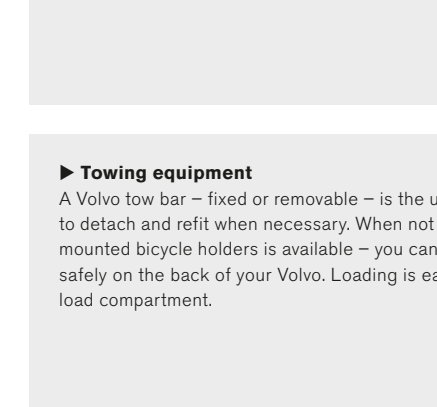 ▶ Towing equipment
A Volvo tow bar – fixed or removable – is the
to detach and refit when necessary. When not
mounted bicycle holders is available – you can
safely on the back of your Volvo. Loading is
load compartment.